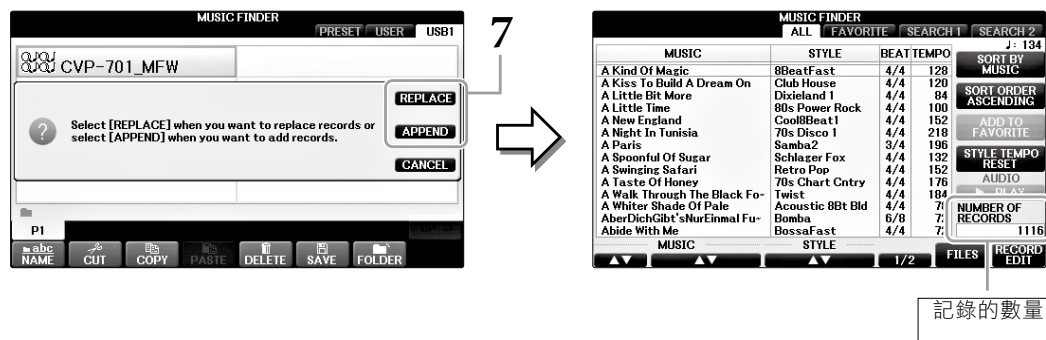 MUSIC FINDER
PRESET USER USB1
CVP-701_MFW
REPLACE
Select [REPLACE] when you want to replace records or
select [APPEND] when you want to add records.
APPEND
CANCEL
P1
abc
NAME CUT COPY PASTE DELETE SAVE FOLDER
7
MUSIC FINDER
ALL FAVORITE SEARCH 1 SEARCH 2
♩: 134
MUSIC STYLE BEAT TEMPO
A Kind Of Magic 8BeatFast 4/4 128
A Kiss To Build A Dream On Club House 4/4 120
A Little Bit More Dixieland 1 4/4 84
A Little Time 80s Power Rock 4/4 100
A New England Cool8Beat1 4/4 152
A Night In Tunisia 70s Disco 1 4/4 218
A Paris Samba2 3/4 196
A Spoonful Of Sugar Schlager Fox 4/4 132
A Swinging Safari Retro Pop 4/4 152
A Taste Of Honey 70s Chart Cntry 4/4 176
A Walk Through The Black Fo~ Twist 4/4 184
A Whiter Shade Of Pale Acoustic 8Bt Bld 4/4
AberDichGibt'sNurEinmal Fu~ Bomba 6/8
Abide With Me BossaFast 4/4
SORT BY
MUSIC
SORT ORDER
ASCENDING
ADD TO
FAVORITE
STYLE TEMPO
RESET
AUDIO
PLAY
NUMBER OF
RECORDS
1116
MUSIC STYLE
▲▼ ▲▼ ▲▼ 1/2 FILES RECORD
EDIT
記錄的數量